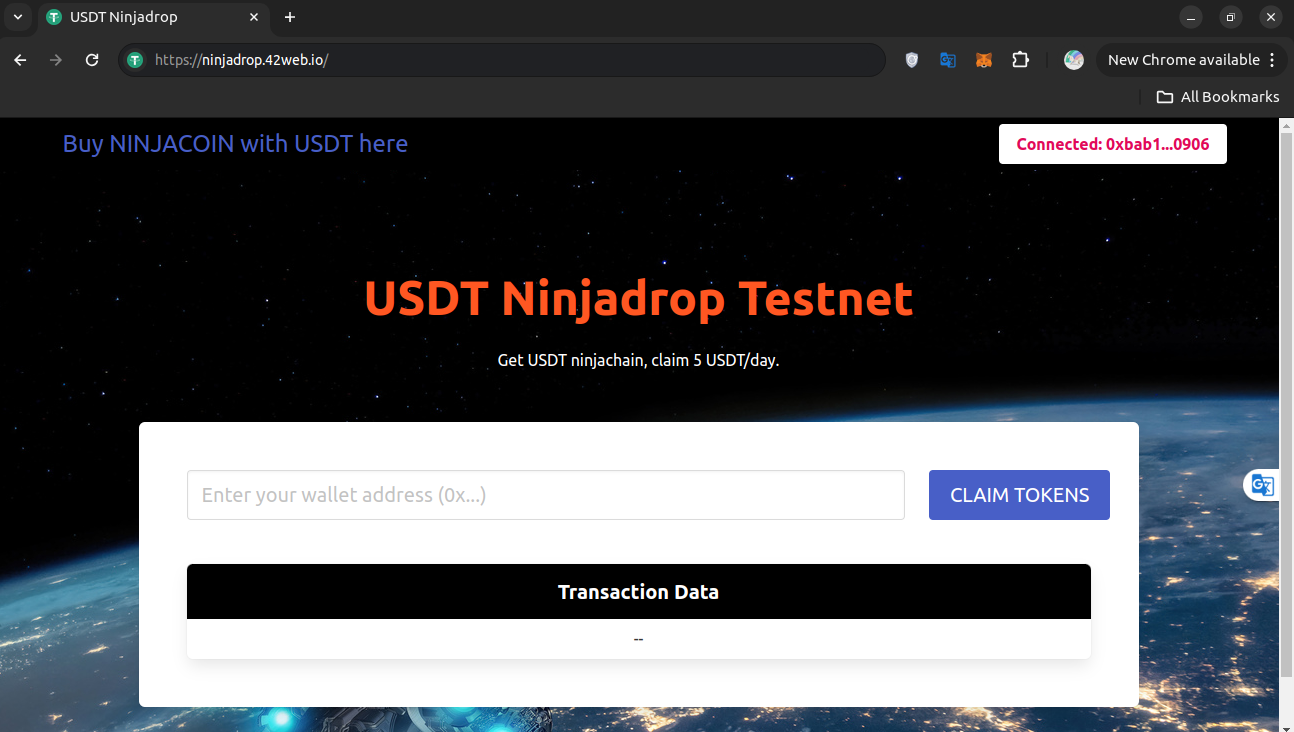 USDT Ninjadrop
https://ninjadrop.42web.io/
New Chrome available
All Bookmarks
Buy NINJACOIN with USDT here
Connected: 0xbab1...0906
USDT Ninjadrop Testnet
Get USDT ninjachain, claim 5 USDT/day.
Enter your wallet address (0x...)
CLAIM TOKENS
Transaction Data
--